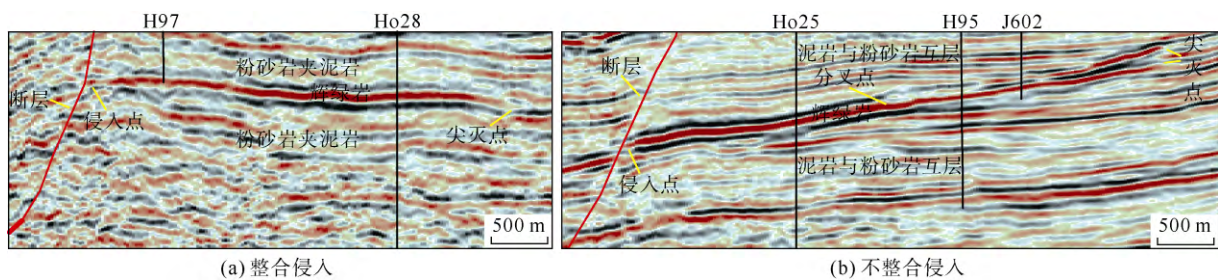 H97
Ho28
粉砂岩夹泥岩
辉绿岩
断层
侵入点
尖灭点
粉砂岩夹泥岩
500 m
(a) 整合侵入
Ho25
H95
J602
泥岩与粉砂岩互层
尖灭点
断层
分叉点
辉绿岩
泥岩与粉砂岩互层
侵入点
500 m
(b) 不整合侵入